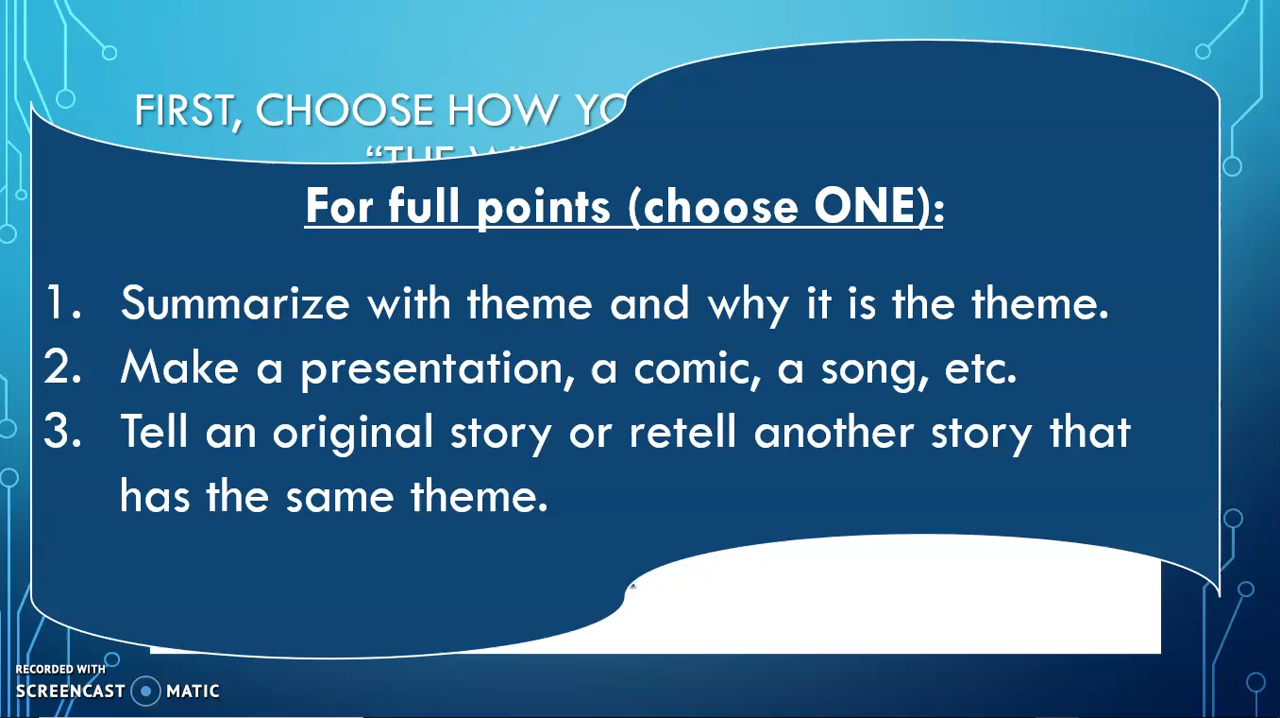 FIRST, CHOOSE HOW
“THE
For full points (choose ONE):
1. Summarize with theme and why it is the theme.
2. Make a presentation, a comic, a song, etc.
3. Tell an original story or retell another story that
has the same theme.
RECORDED WITH
SCREENCAST MATIC